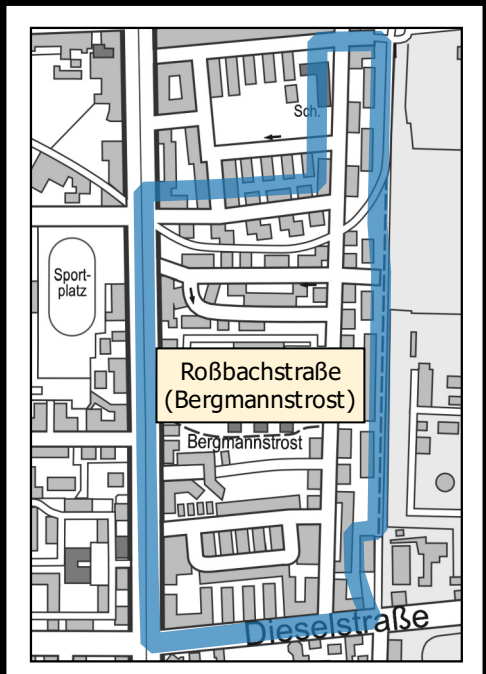 Sch.
Sport-
platz
Roßbachstraße
(Bergmannstrost)
Bergmannstrost
Dieselstraße